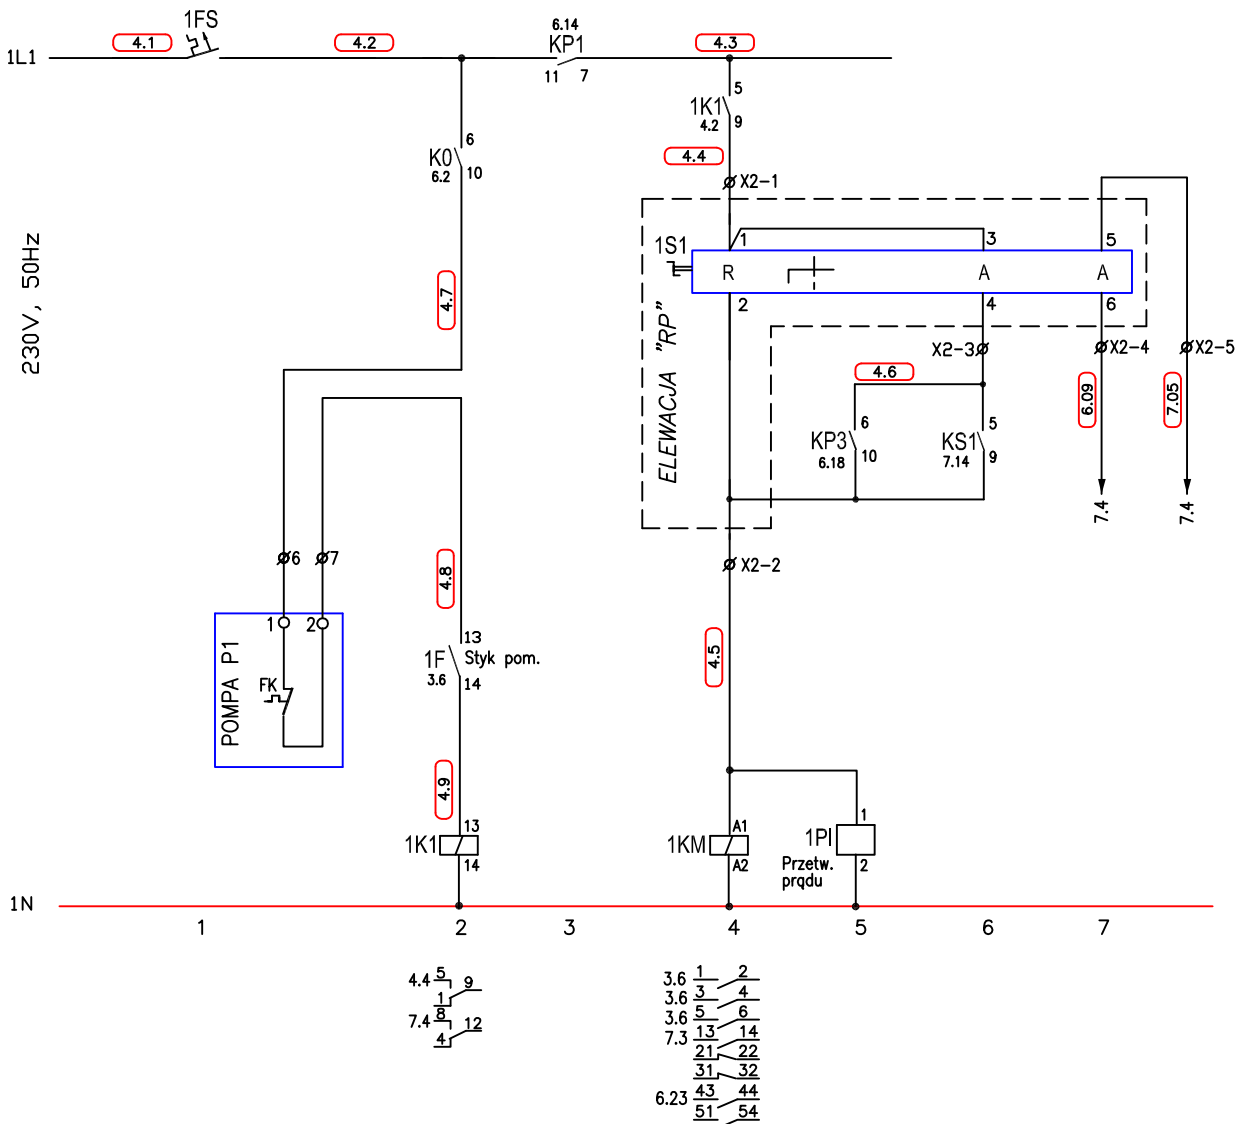 1FS
6.14
4.1
4.2
KP1
4.3
1L1
11 7
5
1K1
4.2
9
6
4.4
K0
6.2
10
X2-1
230V, 50Hz
1S1
1
3
5
R
A
A
2
4
6
4.7
ELEWACJA "RP"
X2-3
X2-4
X2-5
4.6
6.09
7.05
6
5
KP3
6.18
10
KS1
7.14
9
7.4
7.4
6
7
4.8
X2-2
1
2
13
1F
3.6
Styk pom.
14
4.5
POMPA P1
FK
4.9
13
1K1
14
A1
1KM
A2
1
1PI
Przetw.
prądu
2
1N
1 2 3 4 5 6 7
4.4 5
9
1
7.4 8
12
4
3.6 1 2
3.6 3 4
3.6 5 6
7.3 13 14
21 22
31 32
6.23 43 44
51 54